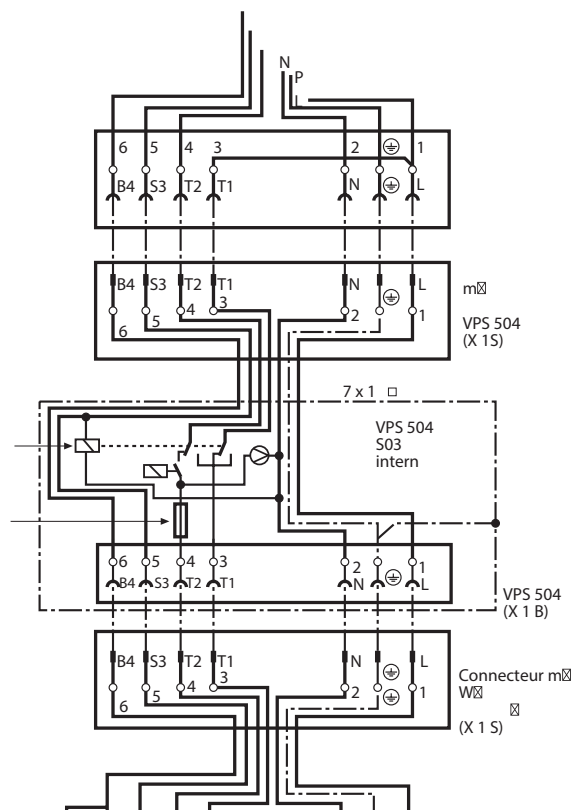 N
P
L
6 5 4 3 2 1
B4 S3 T2 T1 N L
B4 S3 T2 T1 N L
6 5 4 3 2 1
m
VPS 504
(X 1S)
7 x 1
VPS 504
S03
intern
6 5 4 3 2 1
B4 S3 T2 T1 N L
VPS 504
(X 1 B)
B4 S3 T2 T1 N L
6 5 4 3 2 1
Connecteur m
W
(X 1 S)